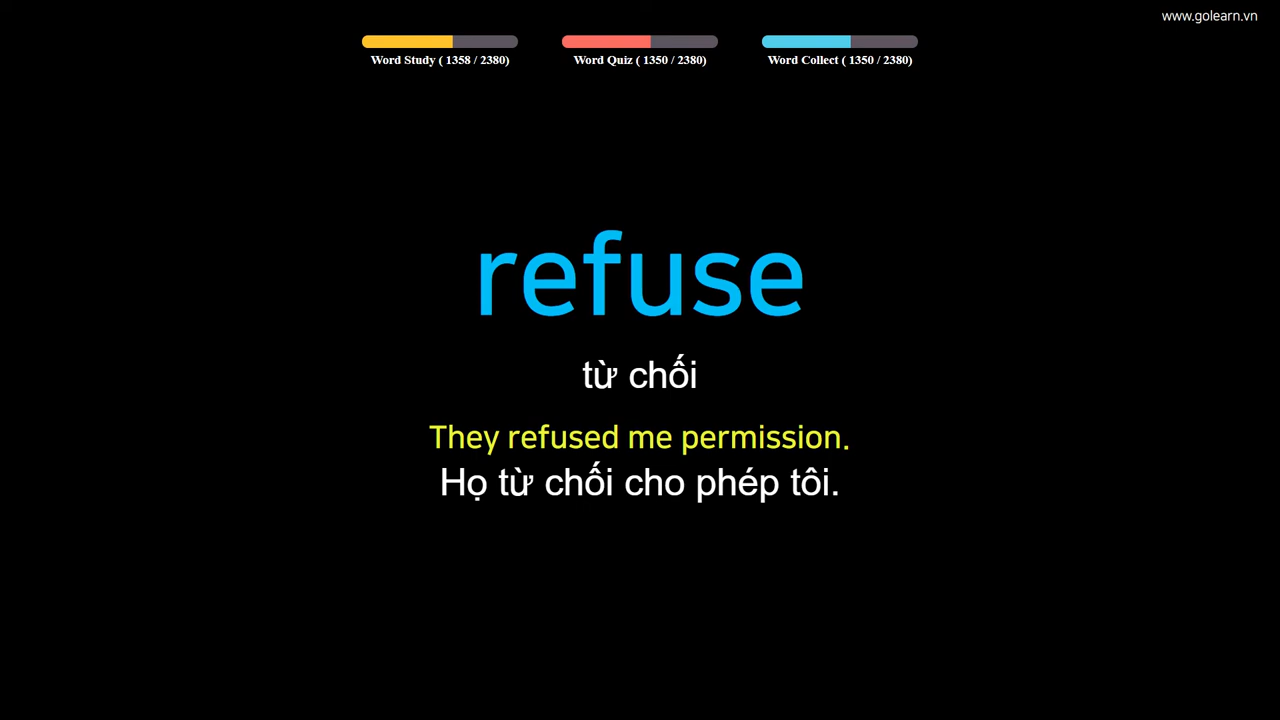 www.golearn.vn
Word Study ( 1358 / 2380) Word Quiz ( 1350 / 2380) Word Collect ( 1350 / 2380)
refuse
từ chối
They refused me permission.
Họ từ chối cho phép tôi.